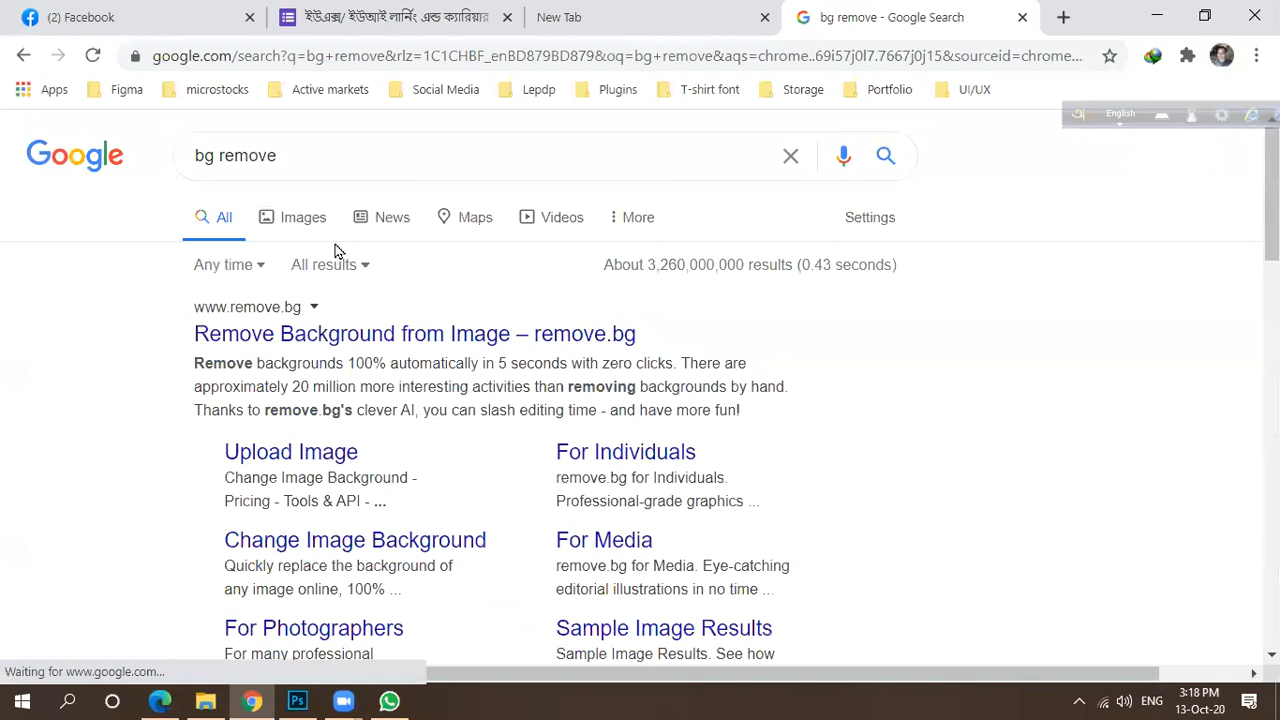 (2) Facebook
ইউএক্স/ ইউআই লার্নিং এন্ড ক্যারিয়ার
New Tab
bg remove - Google Search
google.com/search?q=bg+remove&rlz=1C1CHBF_enBD879BD879&oq=bg+remove&aqs=chrome..69i57j0l7.7667j0j15&sourceid=chrome...
Apps
Figma
microstocks
Active markets
Social Media
Lepdp
Plugins
T-shirt font
Storage
Portfolio
UI/UX
অ
English
Google
bg remove
All
Images
News
Maps
Videos
More
Settings
Any time
All results
About 3,260,000,000 results (0.43 seconds)
www.remove.bg
Remove Background from Image – remove.bg
Remove backgrounds 100% automatically in 5 seconds with zero clicks. There are
approximately 20 million more interesting activities than removing backgrounds by hand.
Thanks to remove.bg's clever AI, you can slash editing time - and have more fun!
Upload Image
Change Image Background -
Pricing - Tools & API - ...
For Individuals
remove.bg for Individuals.
Professional-grade graphics ...
Change Image Background
Quickly replace the background of
any image online, 100% ...
For Media
remove.bg for Media. Eye-catching
editorial illustrations in no time ...
For Photographers
For many professional
Sample Image Results
Sample Image Results. See how
Waiting for www.google.com...
Ps
ENG
3:18 PM
13-Oct-20